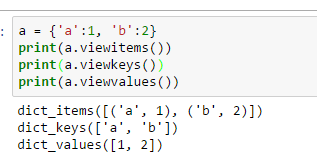 : a = {'a':1, 'b':2}
print(a.viewitems())
print(a.viewkeys())
print(a.viewvalues())
dict_items([('a', 1), ('b', 2)])
dict_keys(['a', 'b'])
dict_values([1, 2])